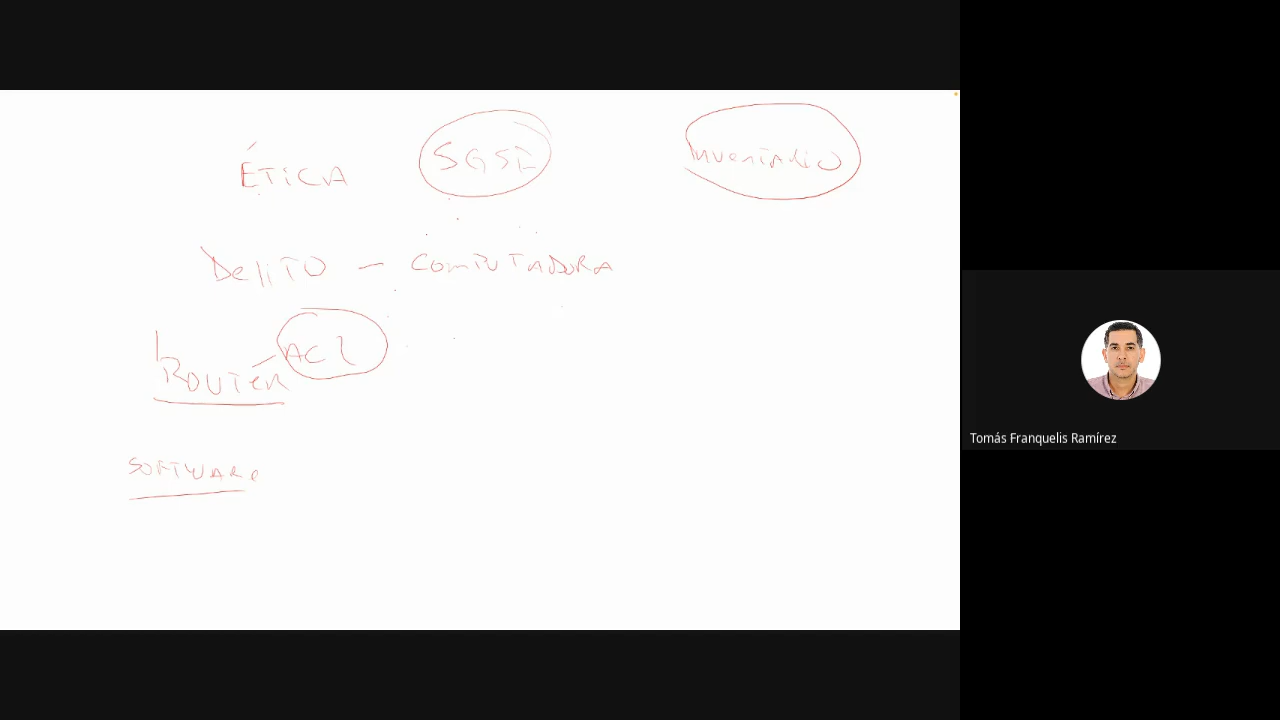 ÉTICA SGSI Inventario
Delito - COMPUTADORA
ACL
ROUTER
SOFTWARE
Tomás Franquelis Ramírez